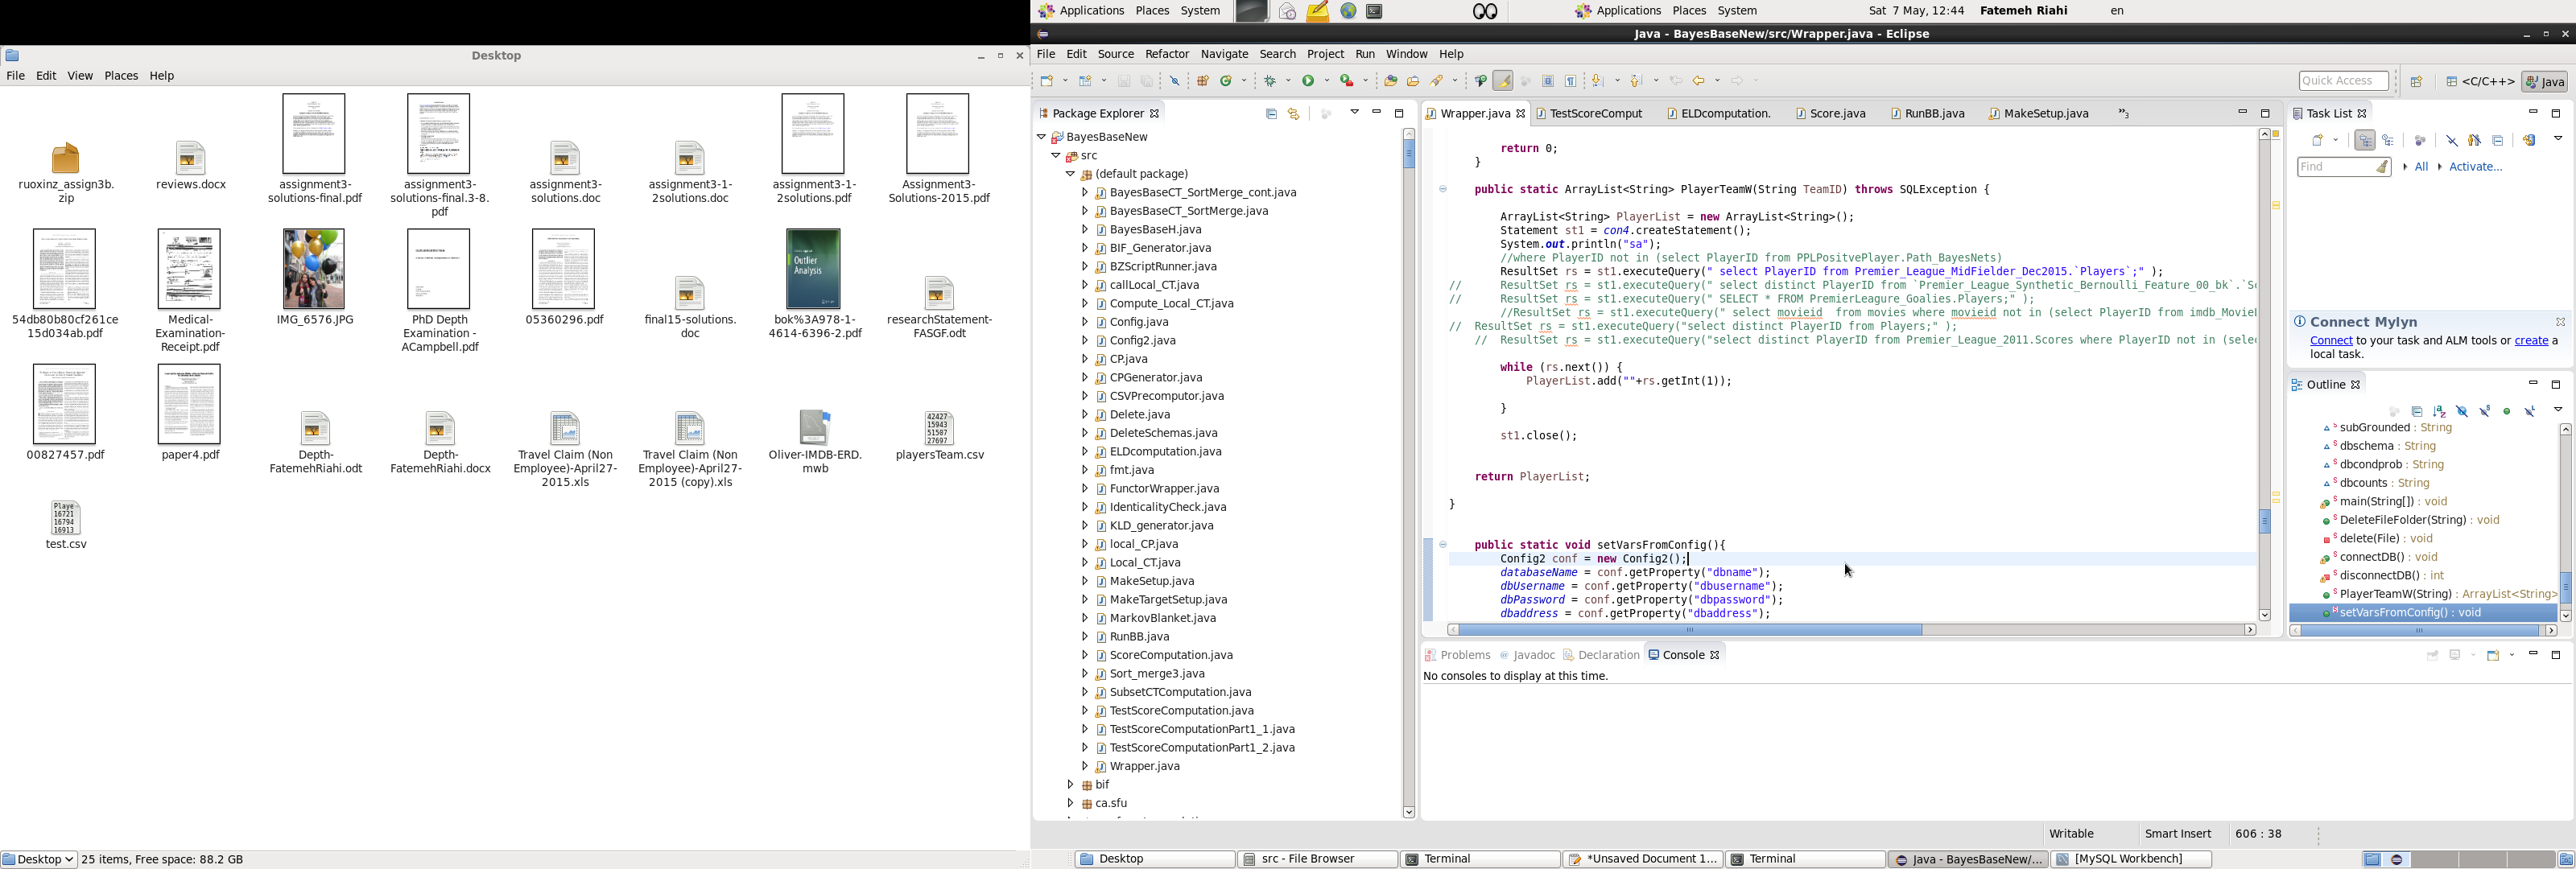 Applications Places System
Applications Places System
Sat 7 May, 12:44 Fatemeh Riahi en
Desktop
File Edit View Places Help
ruoxinz_assign3b.
zip
reviews.docx
assignment3-
solutions-final.pdf
assignment3-
solutions-final.3-8.
pdf
assignment3-
solutions.doc
assignment3-1-
2solutions.doc
assignment3-1-
2solutions.pdf
Assignment3-
Solutions-2015.pdf
54db80b80cf261ce
15d034ab.pdf
Medical-
Examination-
Receipt.pdf
IMG_6576.JPG
PhD Depth
Examination -
ACampbell.pdf
05360296.pdf
final15-solutions.
doc
Outlier
Analysis
bok%3A978-1-
4614-6396-2.pdf
researchStatement-
FASGF.odt
00827457.pdf
paper4.pdf
Depth-
FatemehRiahi.odt
Depth-
FatemehRiahi.docx
Travel Claim (Non
Employee)-April27-
2015.xls
Travel Claim (Non
Employee)-April27-
2015 (copy).xls
Oliver-IMDB-ERD.
mwb
42427
15943
51507
27697
playersTeam.csv
Playe
16721
16794
16913
test.csv
Desktop 25 items, Free space: 88.2 GB
Java - BayesBaseNew/src/Wrapper.java - Eclipse
File Edit Source Refactor Navigate Search Project Run Window Help
Quick Access <C/C++> Java
Package Explorer
BayesBaseNew
src
(default package)
BayesBaseCT_SortMerge_cont.java
BayesBaseCT_SortMerge.java
BayesBaseH.java
BIF_Generator.java
BZScriptRunner.java
callLocal_CT.java
Compute_Local_CT.java
Config.java
Config2.java
CP.java
CPGenerator.java
CSVPrecomputor.java
Delete.java
DeleteSchemas.java
ELDcomputation.java
fmt.java
FunctorWrapper.java
IdenticalityCheck.java
KLD_generator.java
local_CP.java
Local_CT.java
MakeSetup.java
MakeTargetSetup.java
MarkovBlanket.java
RunBB.java
ScoreComputation.java
Sort_merge3.java
SubsetCTComputation.java
TestScoreComputation.java
TestScoreComputationPart1_1.java
TestScoreComputationPart1_2.java
Wrapper.java
bif
ca.sfu
Wrapper.java TestScoreComput ELDcomputation. Score.java RunBB.java MakeSetup.java »3
return 0;
}
public static ArrayList<String> PlayerTeamW(String TeamID) throws SQLException {
ArrayList<String> PlayerList = new ArrayList<String>();
Statement st1 = con4.createStatement();
System.out.println("sa");
//where PlayerID not in (select PlayerID from PPLPositvePlayer.Path_BayesNets)
ResultSet rs = st1.executeQuery(" select PlayerID from Premier_League_MidFielder_Dec2015.`Players`;" );
// ResultSet rs = st1.executeQuery(" select distinct PlayerID from `Premier_League_Synthetic_Bernoulli_Feature_00_bk`.`Sc
// ResultSet rs = st1.executeQuery(" SELECT * FROM PremierLeagure_Goalies.Players;" );
//ResultSet rs = st1.executeQuery(" select movieid from movies where movieid not in (select PlayerID from imdb_Movie
// ResultSet rs = st1.executeQuery("select distinct PlayerID from Players;" );
// ResultSet rs = st1.executeQuery("select distinct PlayerID from Premier_League_2011.Scores where PlayerID not in (selec
while (rs.next()) {
PlayerList.add(""+rs.getInt(1));
}
st1.close();
return PlayerList;
}
public static void setVarsFromConfig(){
Config2 conf = new Config2();
databaseName = conf.getProperty("dbname");
dbUsername = conf.getProperty("dbusername");
dbPassword = conf.getProperty("dbpassword");
dbaddress = conf.getProperty("dbaddress");
Problems Javadoc Declaration Console
No consoles to display at this time.
Task List
Find All Activate...
Connect Mylyn
Connect to your task and ALM tools or create a
local task.
Outline
subGrounded : String
dbschema : String
dbcondprob : String
dbcounts : String
main(String[]) : void
DeleteFileFolder(String) : void
delete(File) : void
connectDB() : void
disconnectDB() : int
PlayerTeamW(String) : ArrayList<String>
setVarsFromConfig() : void
Writable Smart Insert 606 : 38
Desktop src - File Browser Terminal *Unsaved Document 1... Terminal Java - BayesBaseNew/... [MySQL Workbench]